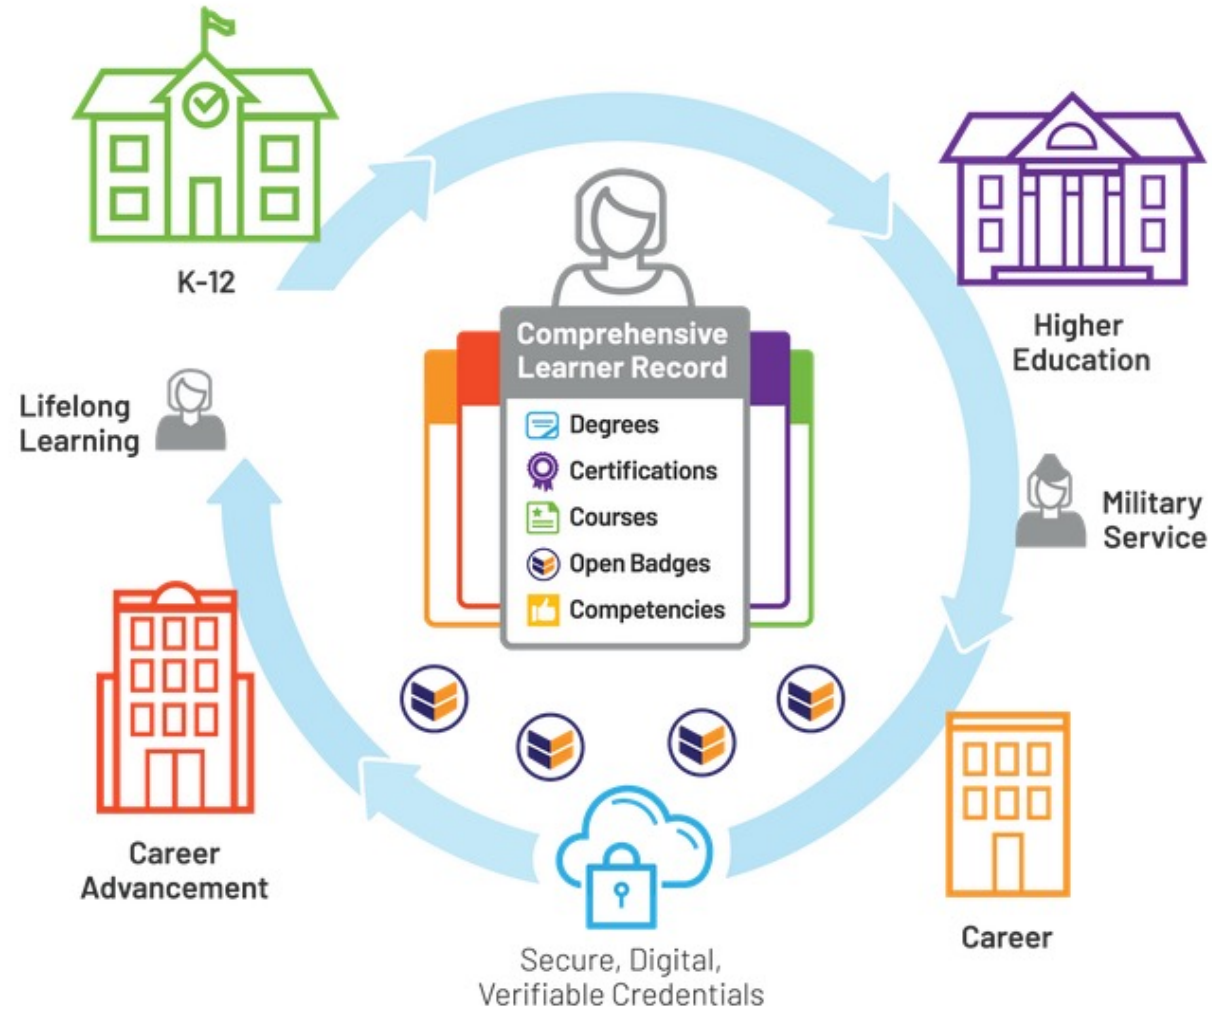 K-12
Higher
Education
Comprehensive
Learner Record
Degrees
Certifications
Courses
Open Badges
Competencies
Lifelong
Learning
Military
Service
Career
Advancement
Career
Secure, Digital,
Verifiable Credentials